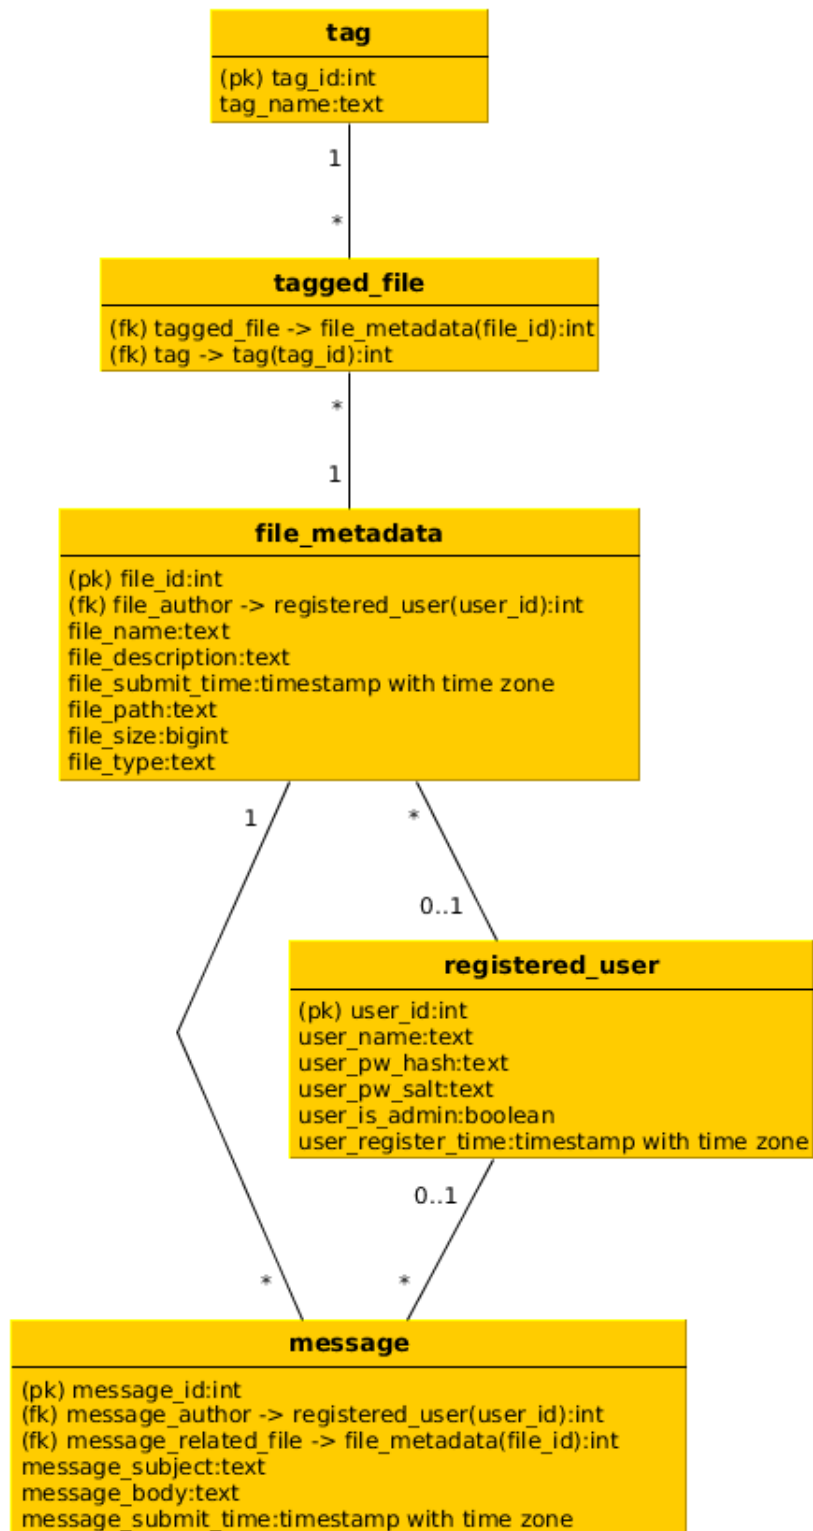 tag
(pk) tag_id:int
tag_name:text
1
*
tagged_file
(fk) tagged_file -> file_metadata(file_id):int
(fk) tag -> tag(tag_id):int
*
1
file_metadata
(pk) file_id:int
(fk) file_author -> registered_user(user_id):int
file_name:text
file_description:text
file_submit_time:timestamp with time zone
file_path:text
file_size:bigint
file_type:text
1
*
0..1
registered_user
(pk) user_id:int
user_name:text
user_pw_hash:text
user_pw_salt:text
user_is_admin:boolean
user_register_time:timestamp with time zone
0..1
*
*
message
(pk) message_id:int
(fk) message_author -> registered_user(user_id):int
(fk) message_related_file -> file_metadata(file_id):int
message_subject:text
message_body:text
message_submit_time:timestamp with time zone